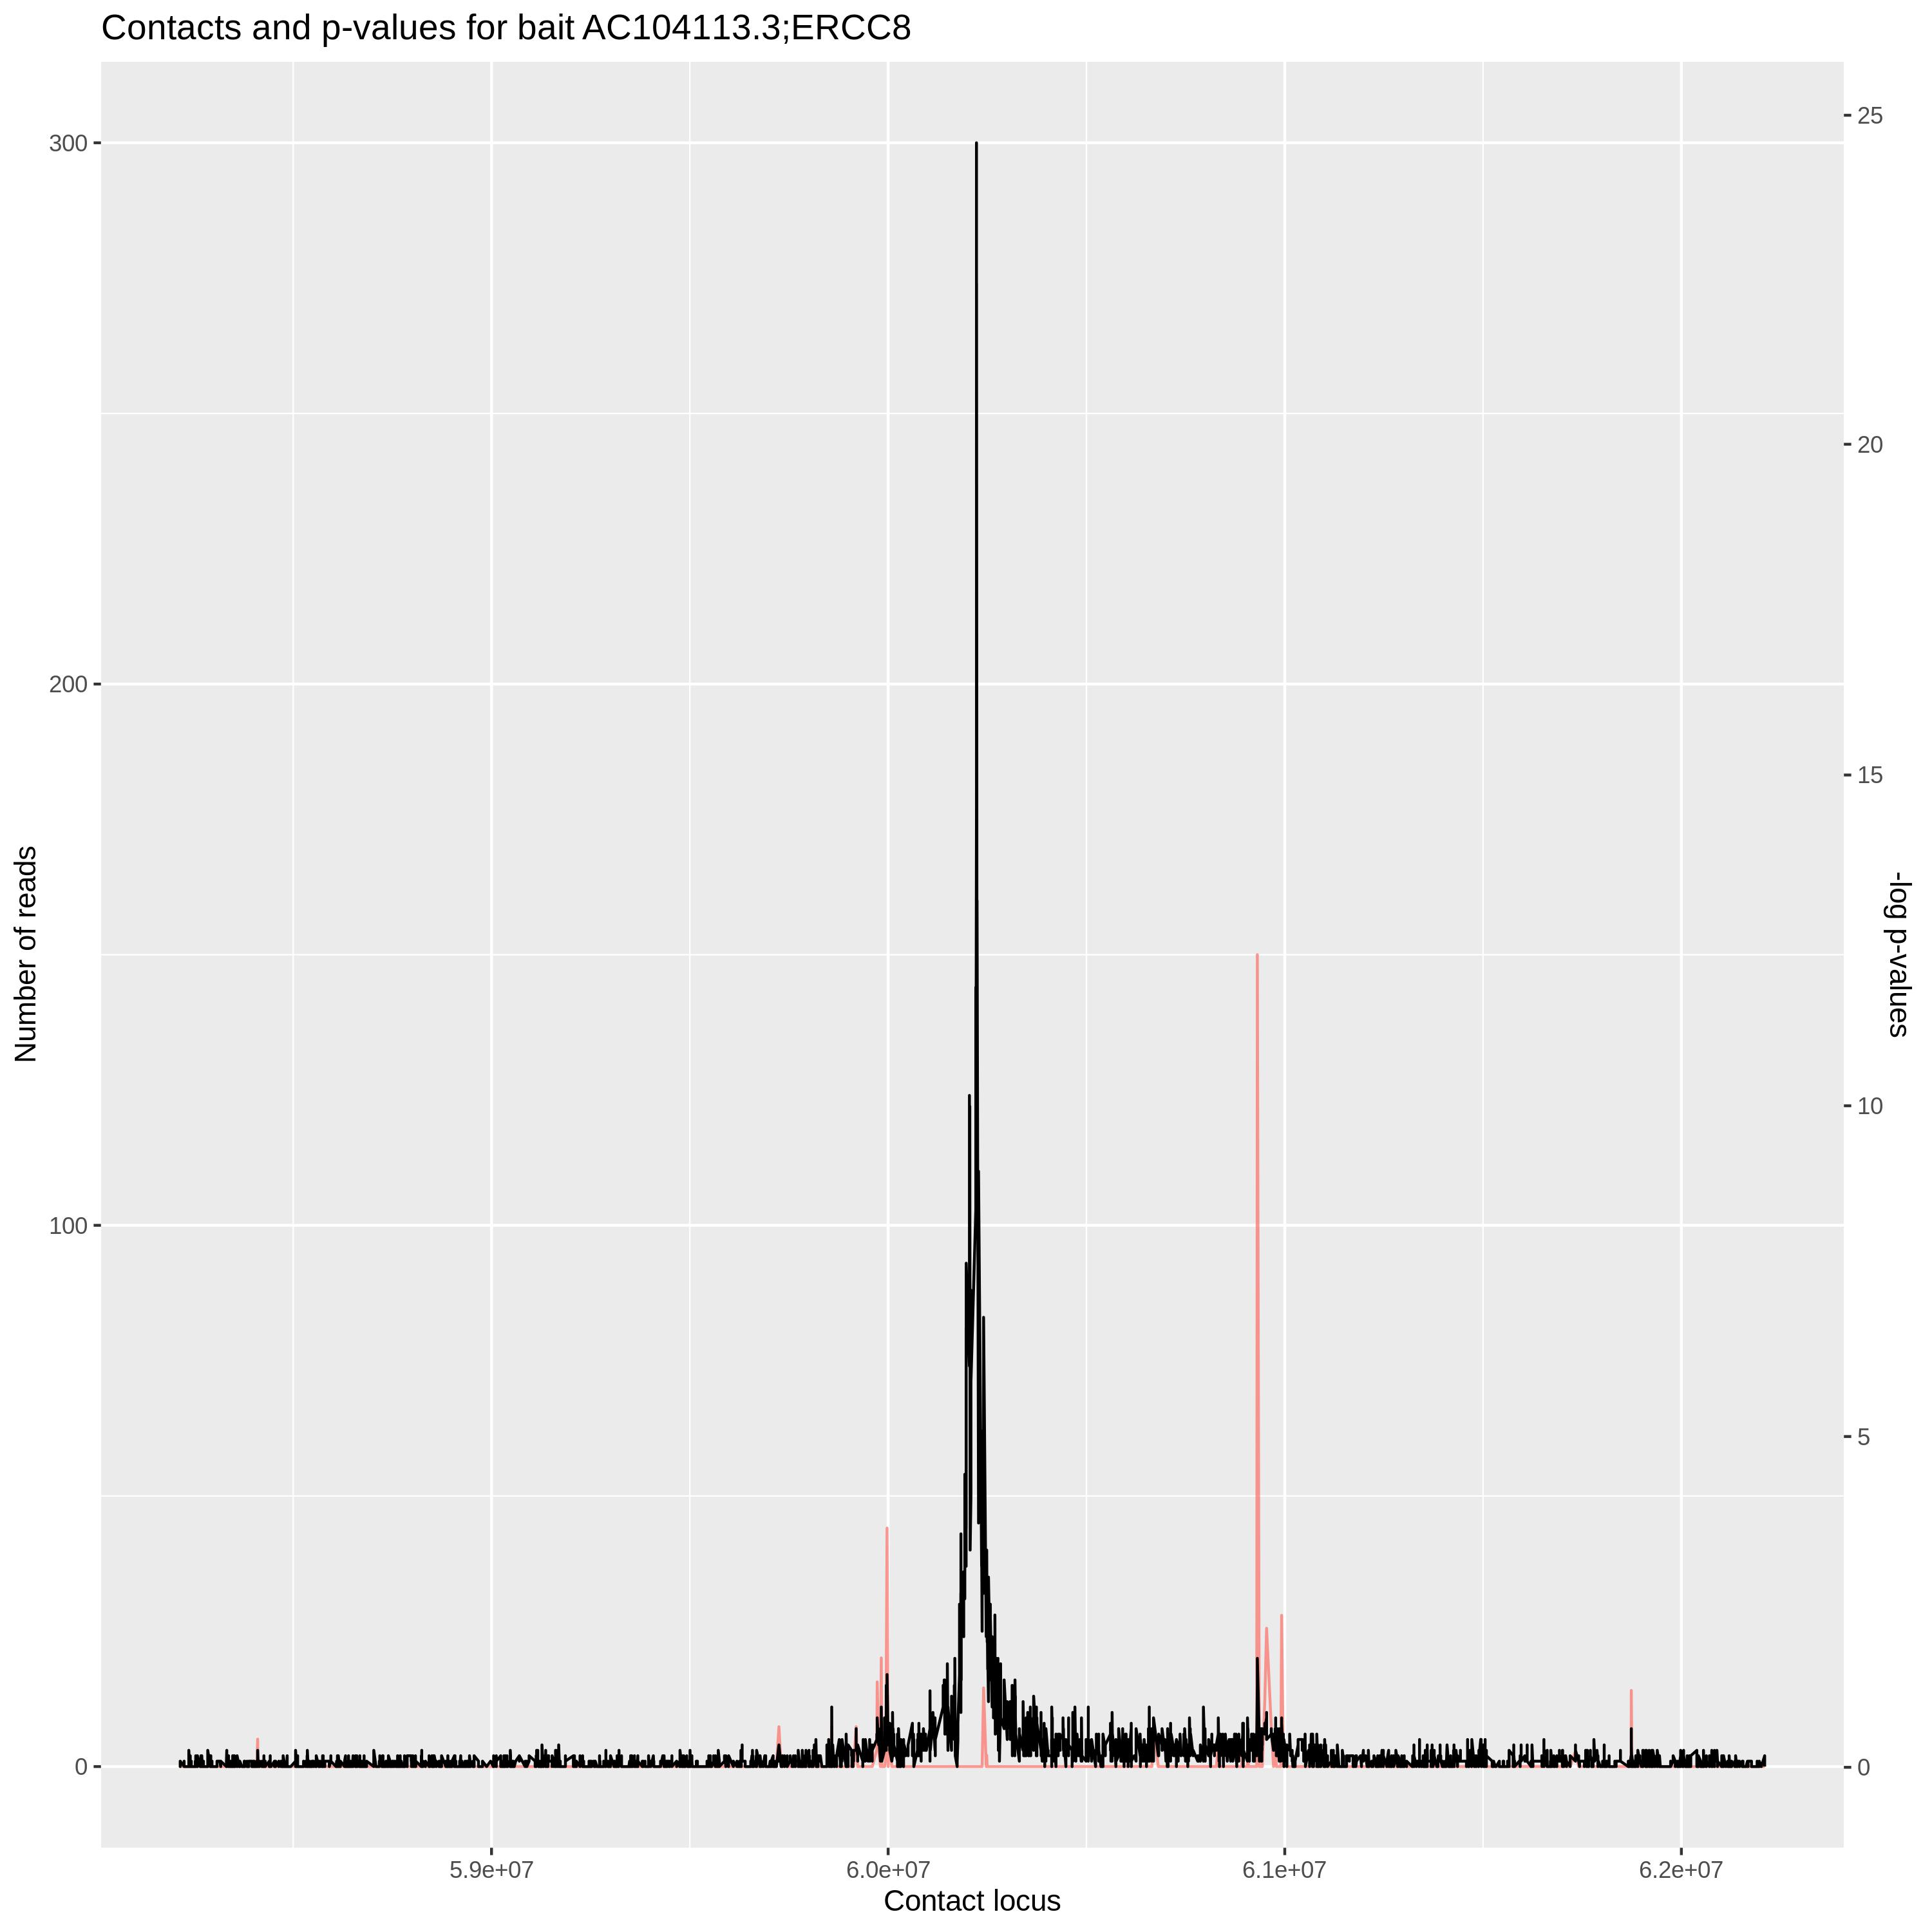 Contacts and p-values for bait AC104113.3;ERCC8
300
200
100
0
Number of reads
25
20
15
10
5
0
-log p-values
5.9e+07
6.0e+07
6.1e+07
6.2e+07
Contact locus